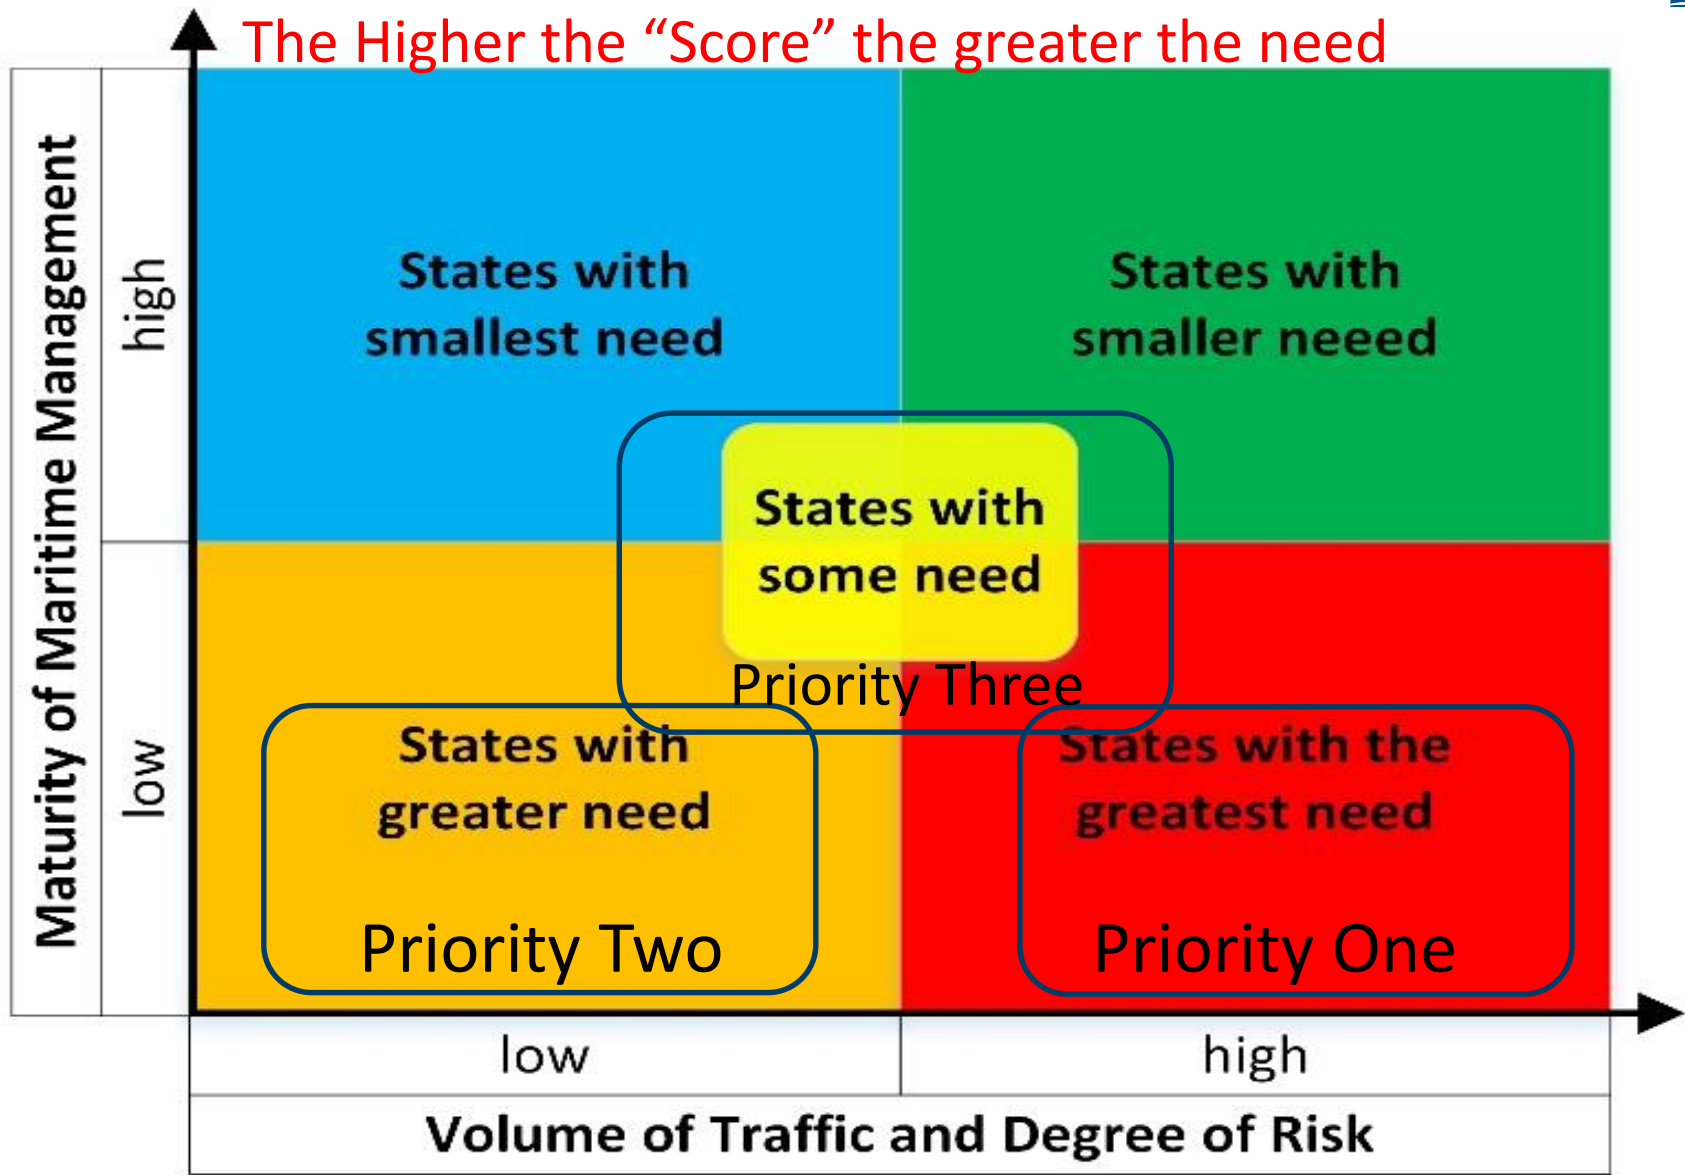 The Higher the “Score” the greater the need
Maturity of Maritime Management
high
low
States with
smallest need
States with
smaller neeed
States with
some need
Priority Three
States with
greater need
Priority Two
States with the
greatest need
Priority One
low
high
Volume of Traffic and Degree of Risk